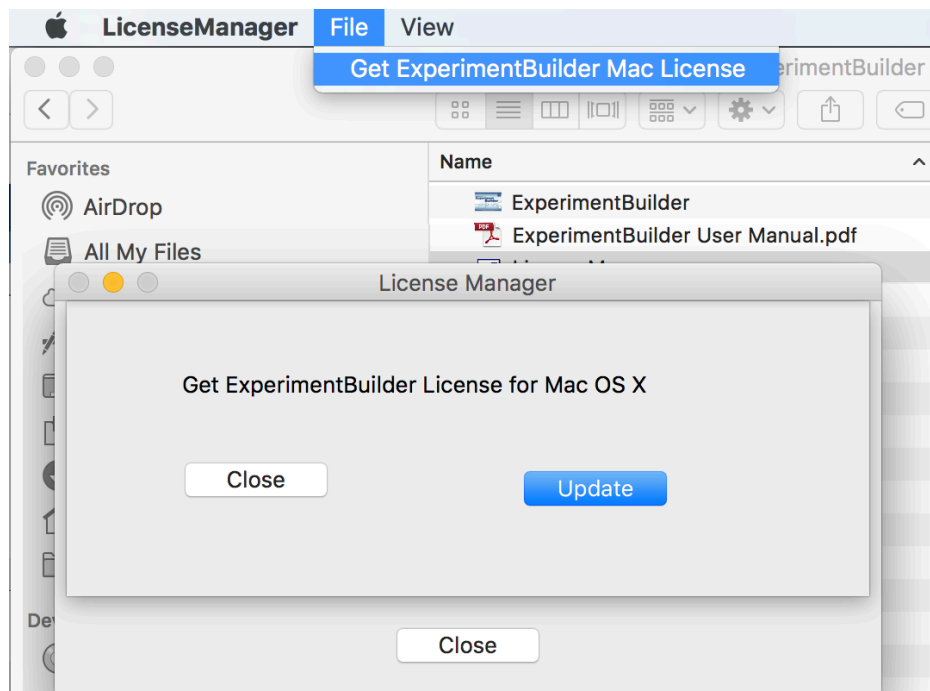 LicenseManager File View
Get ExperimentBuilder Mac License
Favorites
AirDrop
All My Files
Name
ExperimentBuilder
ExperimentBuilder User Manual.pdf
License Manager
Get ExperimentBuilder License for Mac OS X
Close
Update
Close